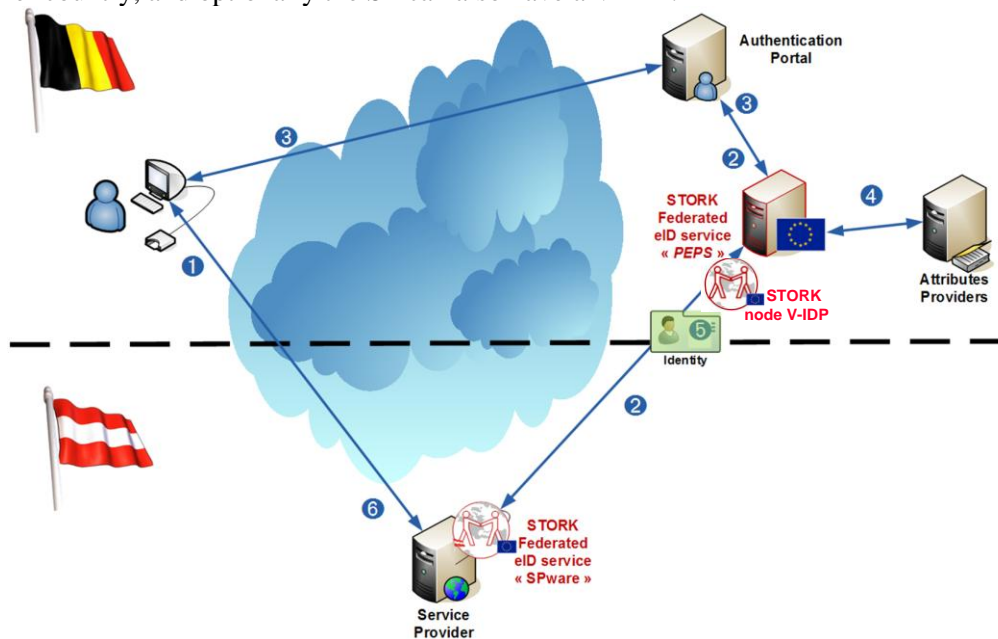 Authentication
Portal
3
3
2
STORK
Federated
eID service
« PEPS »
4
1
Attributes
Providers
STORK
node V-IDP
5
Identity
2
6
STORK
Federated
eID service
« SPware »
Service
Provider